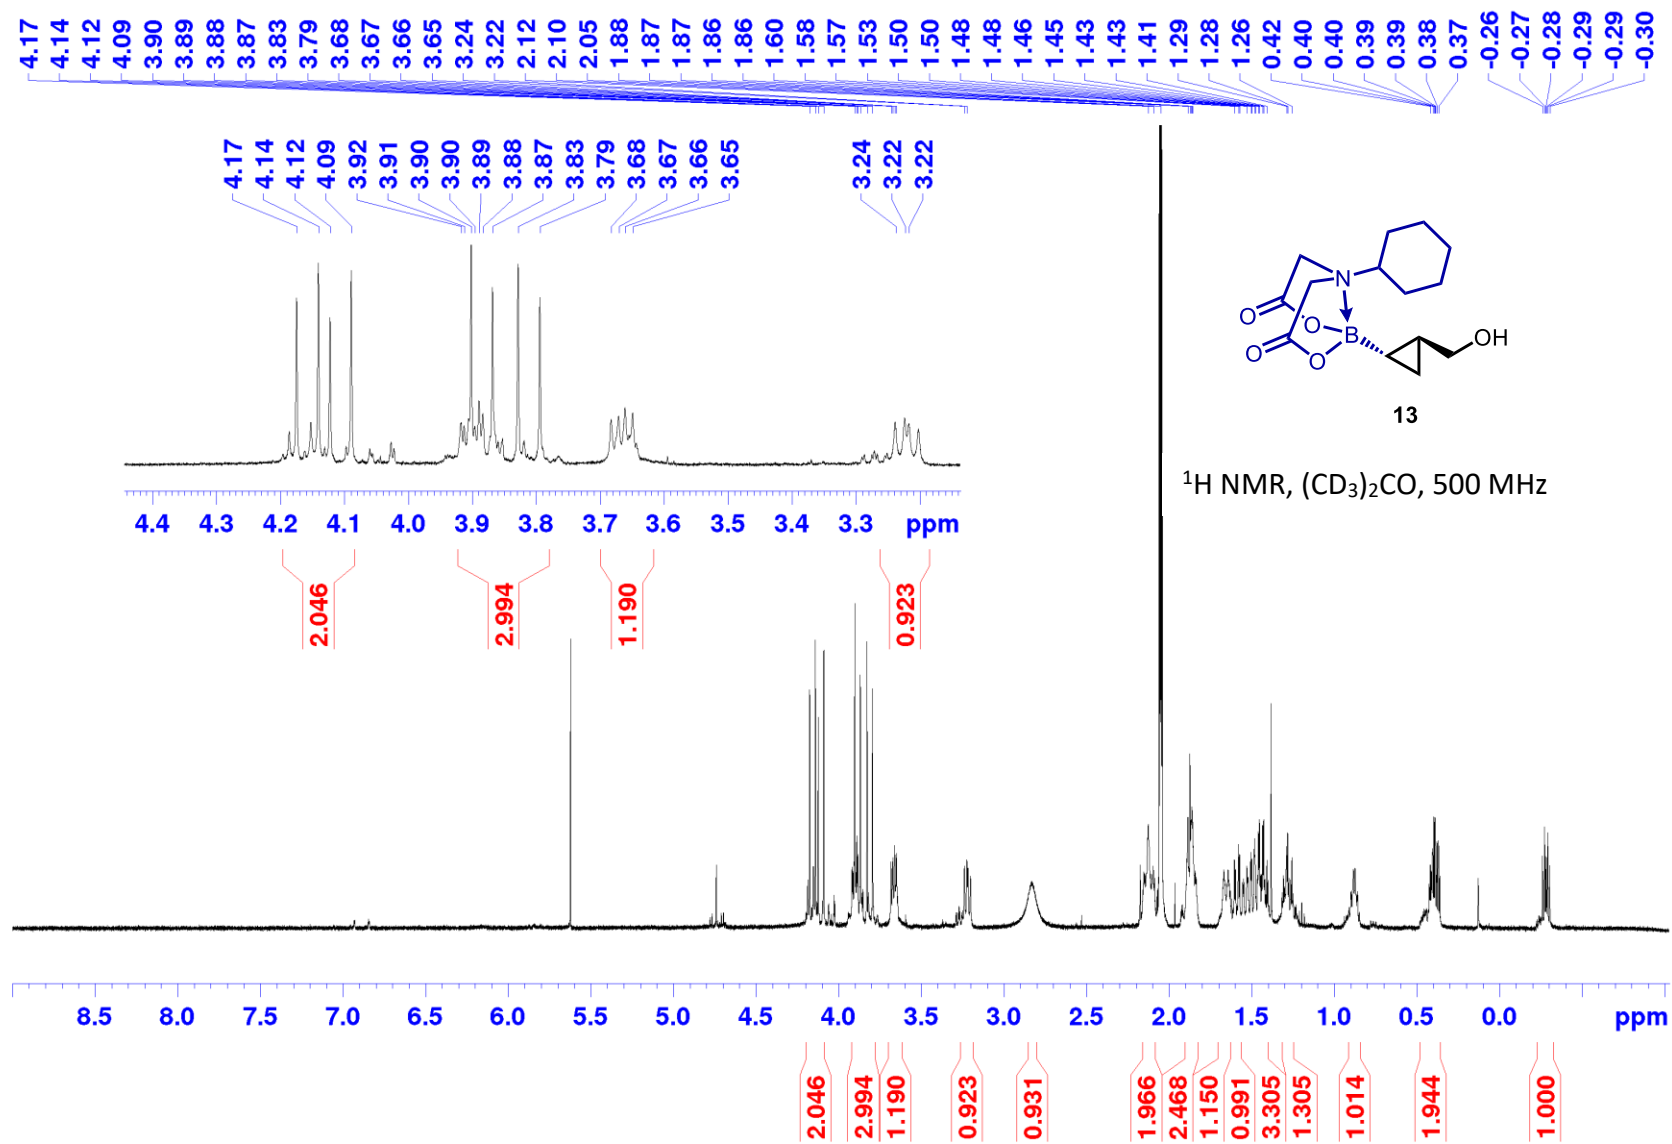 4.17 4.14 4.12 4.09 3.90 3.89 3.88 3.87 3.83 3.79 3.68 3.67 3.66 3.65 3.24 3.22 2.12 2.10 2.05 1.88 1.87 1.87 1.86 1.86 1.60 1.58 1.57 1.53 1.50 1.50 1.48 1.48 1.46 1.45 1.43 1.43 1.41 1.29 1.28 1.26 0.42 0.40 0.40 0.39 0.39 0.38 0.37 -0.26 -0.27 -0.28 -0.29 -0.29 -0.30
4.17 4.14 4.12 4.09 3.92 3.91 3.90 3.90 3.89 3.88 3.87 3.83 3.79 3.68 3.67 3.66 3.65 3.24 3.22 3.22
N
O
O
B
OH
O
O
13
¹H NMR, (CD₃)₂CO, 500 MHz
4.4 4.3 4.2 4.1 4.0 3.9 3.8 3.7 3.6 3.5 3.4 3.3 ppm
2.046 2.994 1.190 0.923
8.5 8.0 7.5 7.0 6.5 6.0 5.5 5.0 4.5 4.0 3.5 3.0 2.5 2.0 1.5 1.0 0.5 0.0 ppm
2.046 2.994 1.190 0.923 0.931 1.966 2.468 1.150 0.991 3.305 1.305 1.014 1.944 1.000